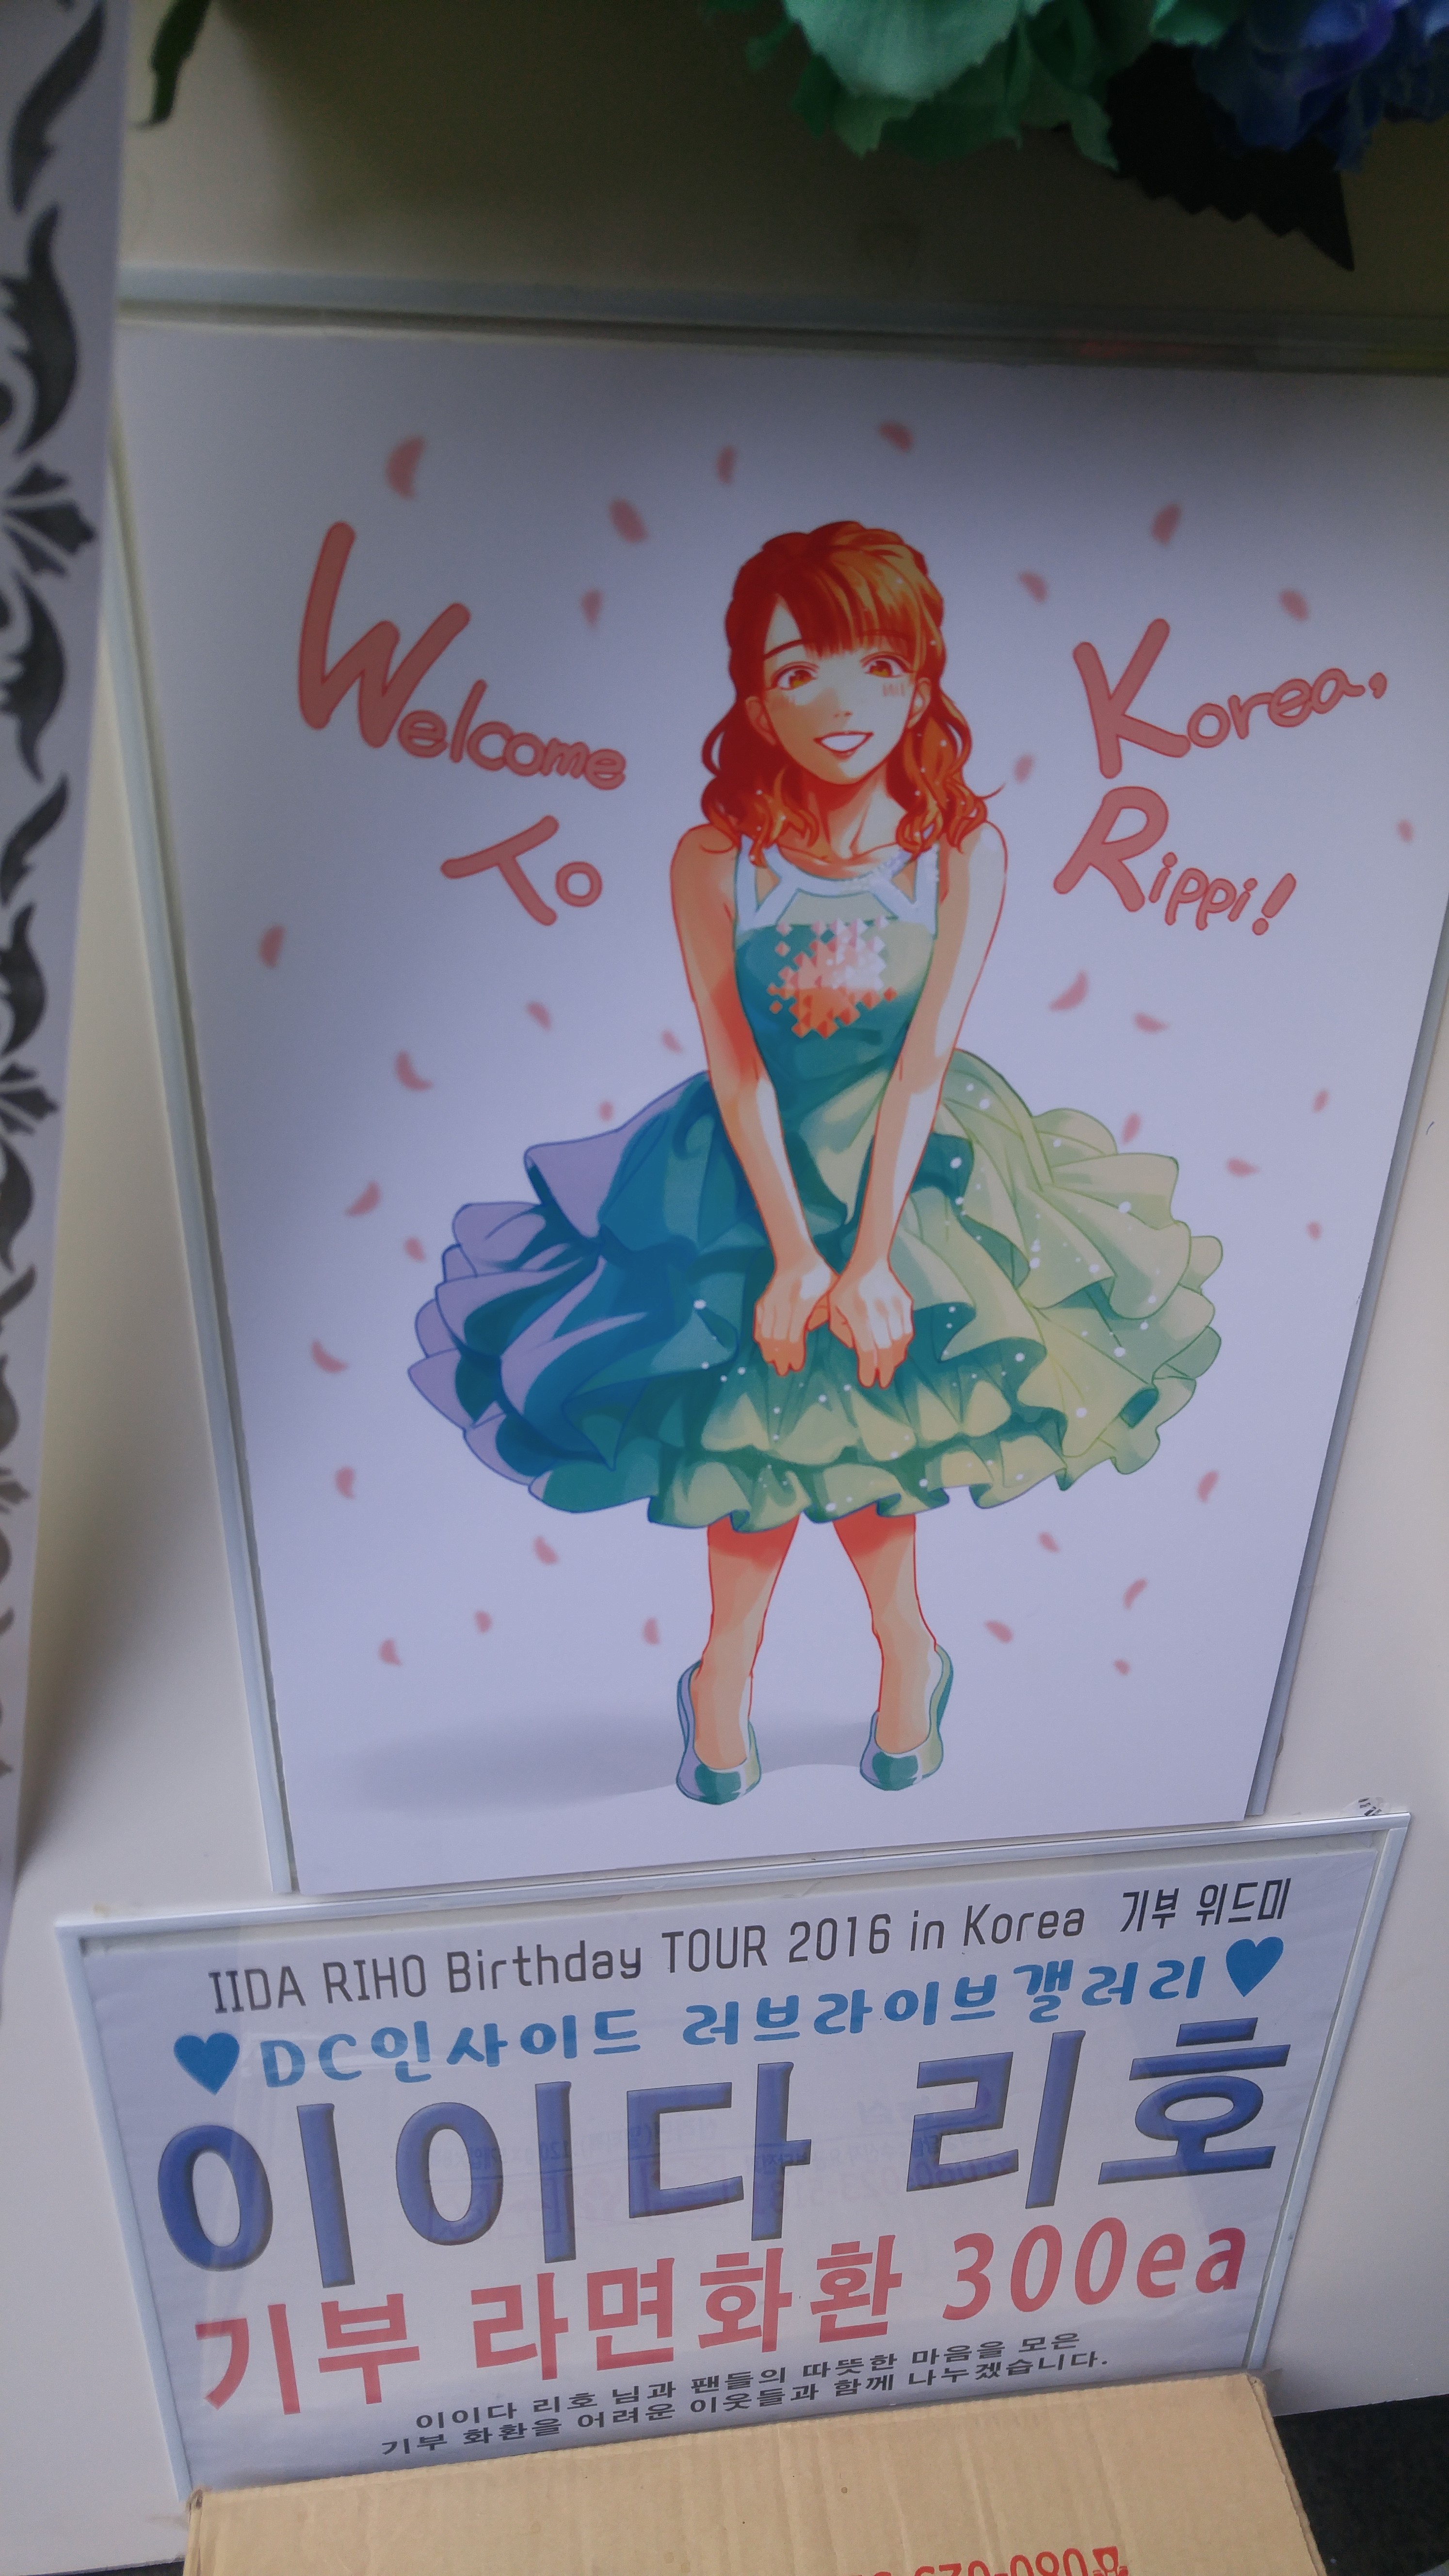 Welcome
To
Korea,
Rippi!
IIDA RIHO Birthday TOUR 2016 in Korea 기부 위드미
♥DC인사이드 러브라이브갤러리♥
이이다 리호
기부 라면화환 300ea
이이다 리호 님과 팬들의 따뜻한 마음을 모은
기부 화환을 어려운 이웃들과 함께 나누겠습니다.
670-090